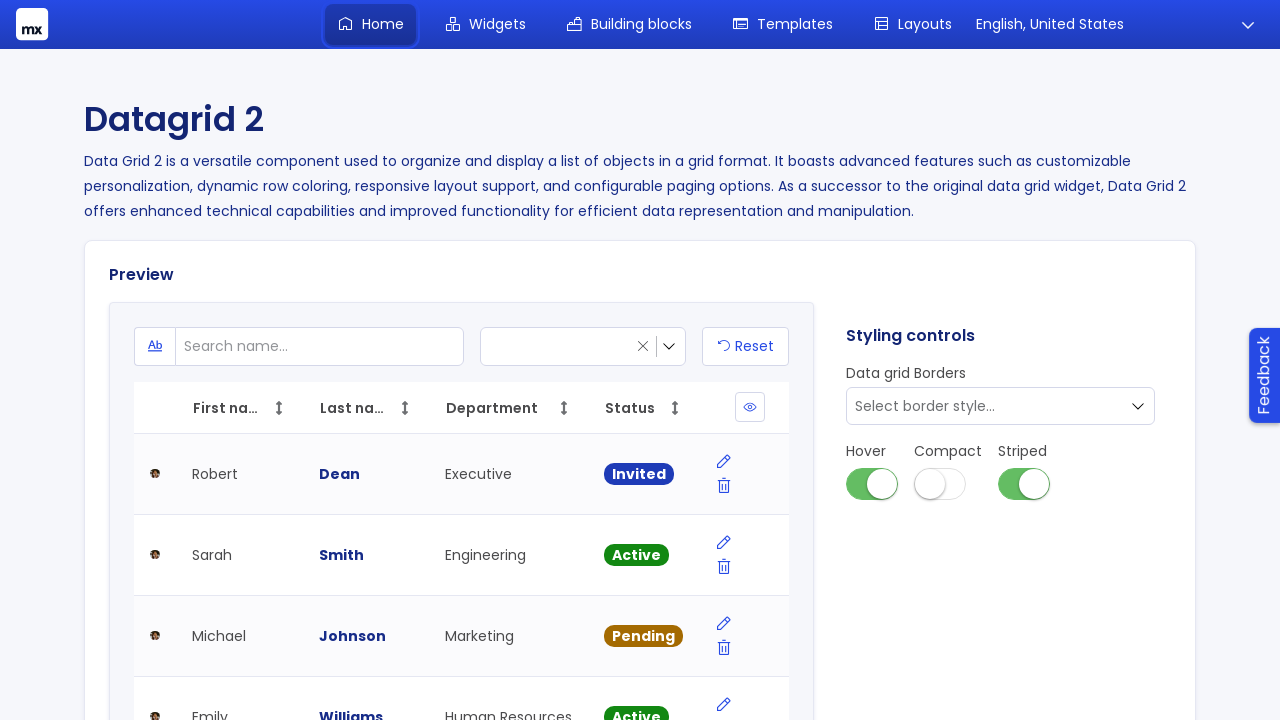 mx
Home
Widgets
Building blocks
Templates
Layouts
English, United States
Datagrid 2
Data Grid 2 is a versatile component used to organize and display a list of objects in a grid format. It boasts advanced features such as customizable
personalization, dynamic row coloring, responsive layout support, and configurable paging options. As a successor to the original data grid widget, Data Grid 2
offers enhanced technical capabilities and improved functionality for efficient data representation and manipulation.
Preview
Ab
Search name...
Reset
First na...
Last na...
Department
Status
Robert
Dean
Executive
Invited
Sarah
Smith
Engineering
Active
Michael
Johnson
Marketing
Pending
Emily
Williams
Human Resources
Active
Styling controls
Data grid Borders
Select border style...
Hover
Compact
Striped
Feedback